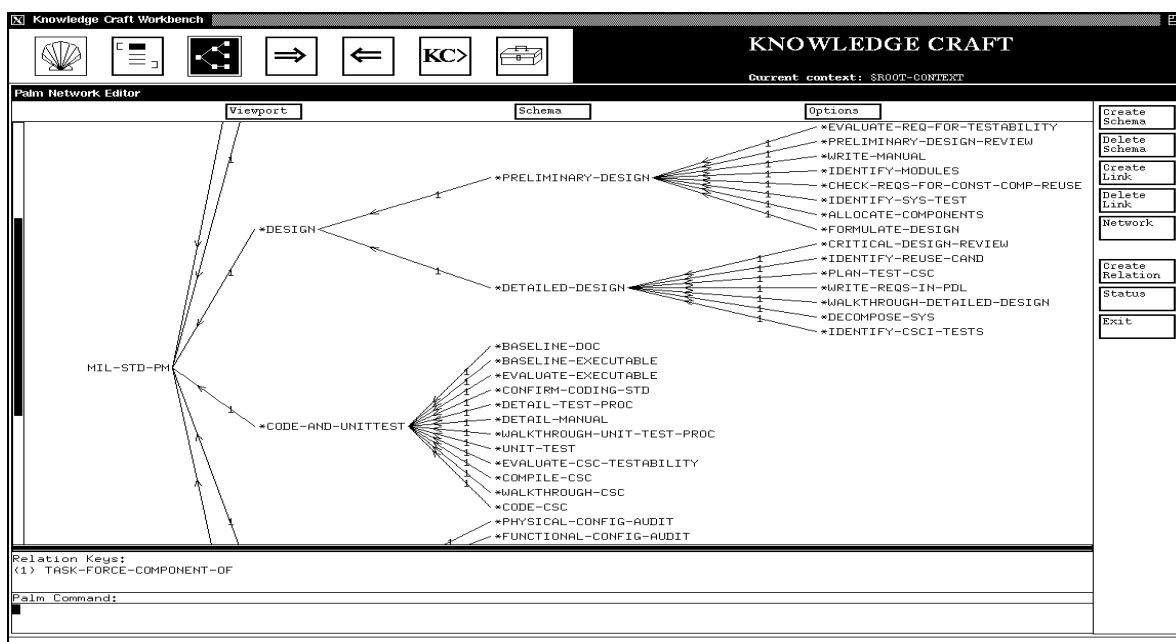 X Knowledge Craft Workbench
KC>
KNOWLEDGE CRAFT
Current context: $ROOT-CONTEXT
Palm Network Editor
Viewport
Schema
Options
Create Schema
Delete Schema
Create Link
Delete Link
Network
Create Relation
Status
Exit
MIL-STD-PM
*DESIGN
*PRELIMINARY-DESIGN
*EVALUATE-REQ-FOR-TESTABILITY
*PRELIMINARY-DESIGN-REVIEW
*WRITE-MANUAL
*IDENTIFY-MODULES
*CHECK-REQS-FOR-CONST-COMP-REUSE
*IDENTIFY-SYS-TEST
*ALLOCATE-COMPONENTS
*FORMULATE-DESIGN
*DETAILED-DESIGN
*CRITICAL-DESIGN-REVIEW
*IDENTIFY-REUSE-CAND
*PLAN-TEST-CSC
*WRITE-REQS-IN-PDL
*WALKTHROUGH-DETAILED-DESIGN
*DECOMPOSE-SYS
*IDENTIFY-CSCI-TESTS
*CODE-AND-UNITTEST
*BASELINE-DOC
*BASELINE-EXECUTABLE
*EVALUATE-EXECUTABLE
*CONFIRM-CODING-STD
*DETAIL-TEST-PROC
*DETAIL-MANUAL
*WALKTHROUGH-UNIT-TEST-PROC
*UNIT-TEST
*EVALUATE-CSC-TESTABILITY
*COMPILE-CSC
*WALKTHROUGH-CSC
*CODE-CSC
*PHYSICAL-CONFIG-AUDIT
*FUNCTIONAL-CONFIG-AUDIT
Relation Keys:
(1) TASK-FORCE-COMPONENT-OF
Palm Command: